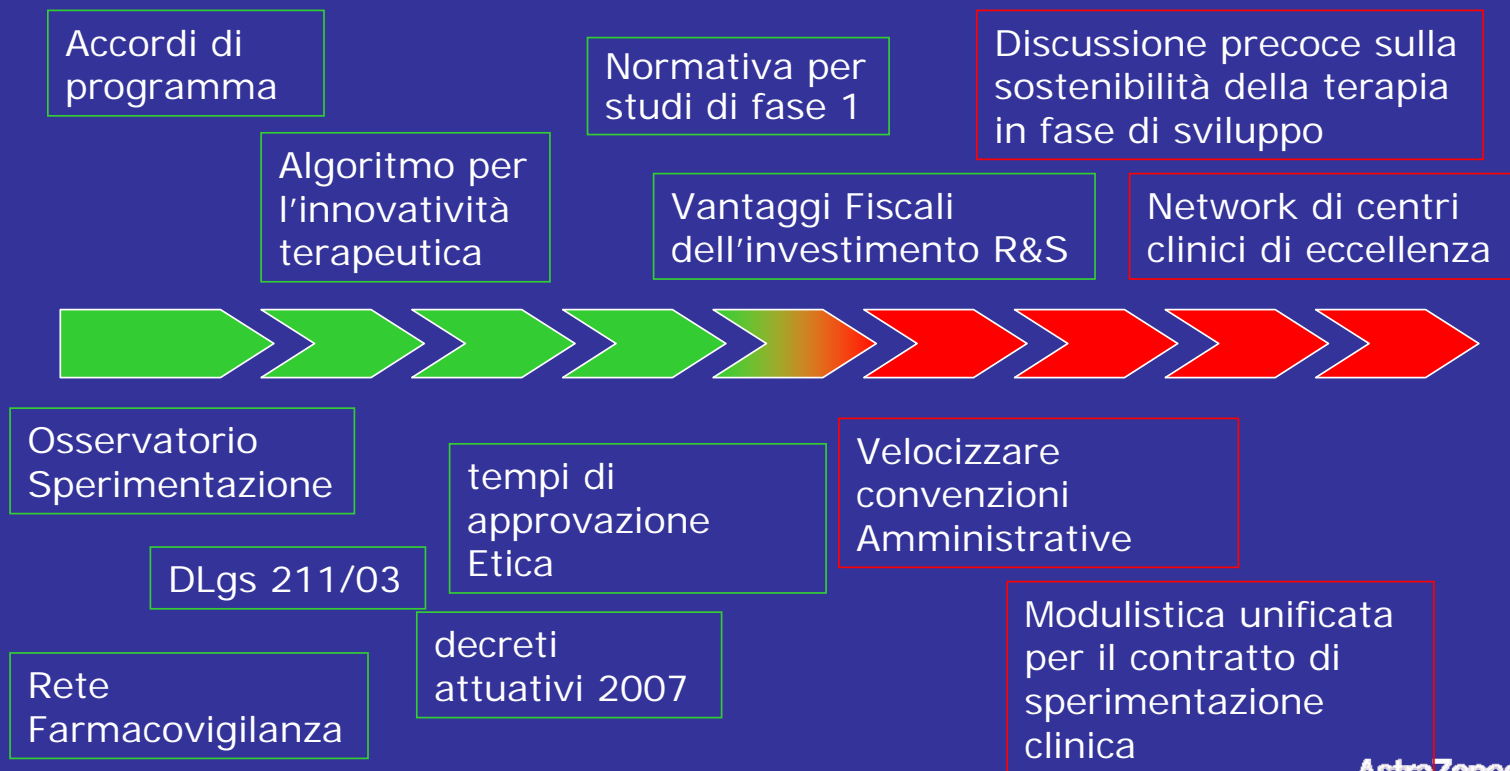 Accordi di
programma
Algoritmo per
l'innovatività
terapeutica
Normativa per
studi di fase 1
Vantaggi Fiscali
dell'investimento R&S
Discussione precoce sulla
sostenibilità della terapia
in fase di sviluppo
Network di centri
clinici di eccellenza
Osservatorio
Sperimentazione
DLgs 211/03
Rete
Farmacovigilanza
tempi di
approvazione
Etica
decreti
attuativi 2007
Velocizzare
convenzioni
Amministrative
Modulistica unificata
per il contratto di
sperimentazione
clinica